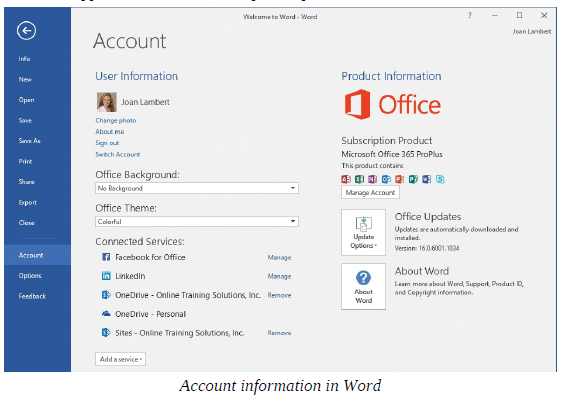 Welcome to Word - Word
?
Joan Lambert
Account
Info
New
Open
Save
Save As
Print
Share
Export
Close
Account
Options
Feedback
User Information
Joan Lambert
Change photo
About me
Sign out
Switch Account
Office Background:
No Background
Office Theme:
Colorful
Connected Services:
Facebook for Office Manage
LinkedIn Manage
OneDrive - Online Training Solutions, Inc. Remove
OneDrive - Personal
Sites - Online Training Solutions, Inc. Remove
Add a service
Product Information
Office
Subscription Product
Microsoft Office 365 ProPlus
This product contains
Manage Account
Update
Options
Office Updates
Updates are automatically downloaded and
installed.
Version: 16.0.6001.1034
About
Word
About Word
Learn more about Word, Support, Product ID,
and Copyright information.
Account information in Word